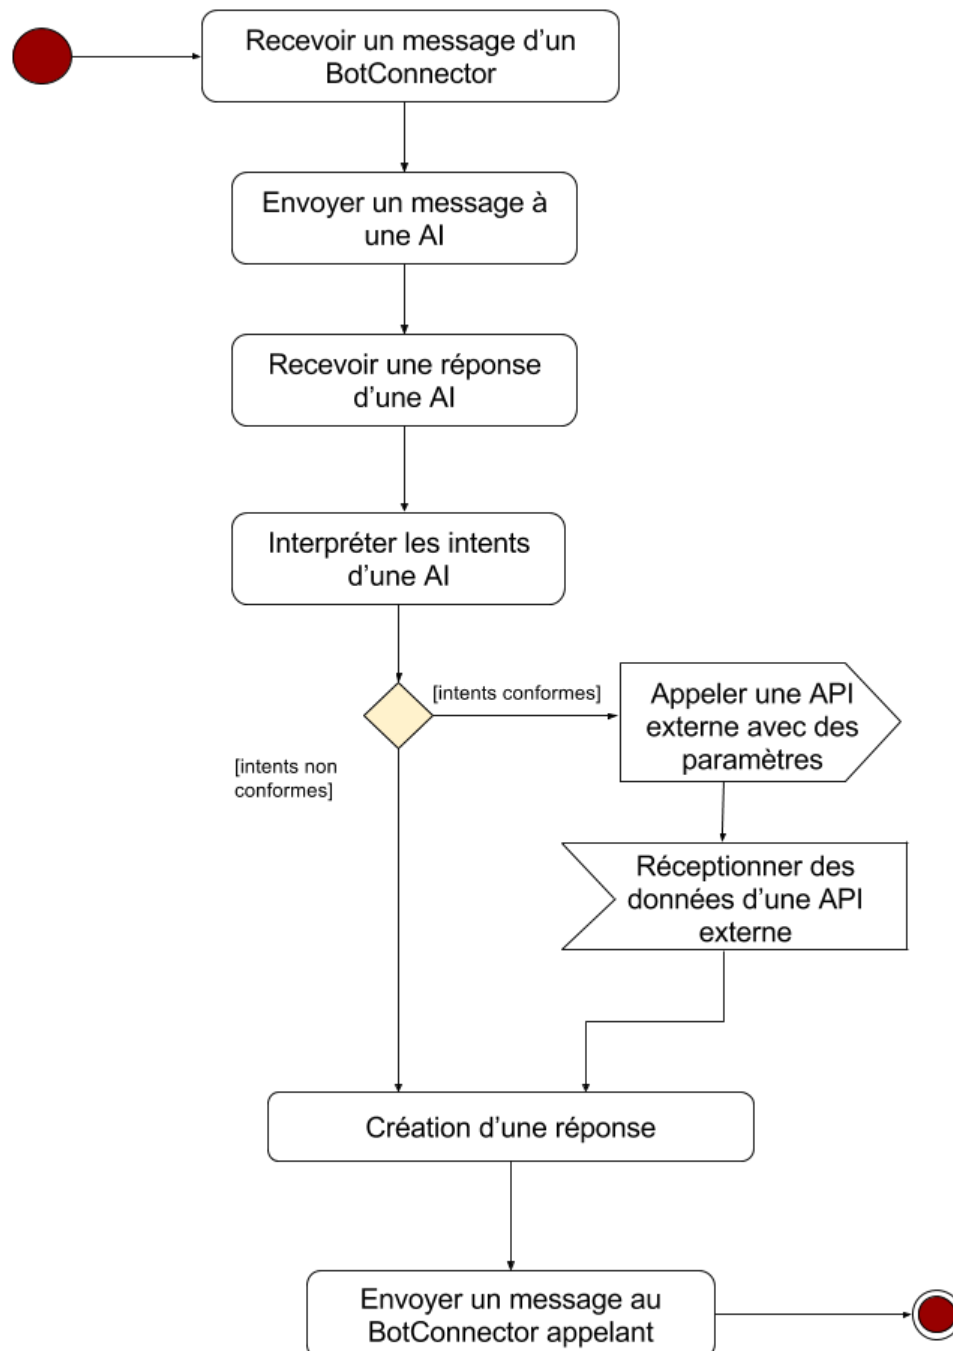 Recevoir un message d’un
BotConnector
Envoyer un message à
une AI
Recevoir une réponse
d’une AI
Interpréter les intents
d’une AI
[intents conformes]
Appeler une API
externe avec des
paramètres
[intents non
conformes]
Réceptionner des
données d’une API
externe
Création d’une réponse
Envoyer un message au
BotConnector appelant